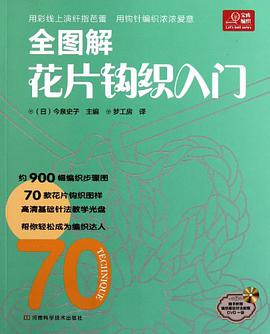 用彩线上演纤指芭蕾 用钩针编织浓浓爱意
全图解
花片钩织入门
（日）今泉史子 主编 梦工房 译
约900幅编织步骤图
70款花片钩织图样
高清基础针法教学光盘
帮你轻松成为编织达人
70
TECHNIQUE
河南科学技术出版社